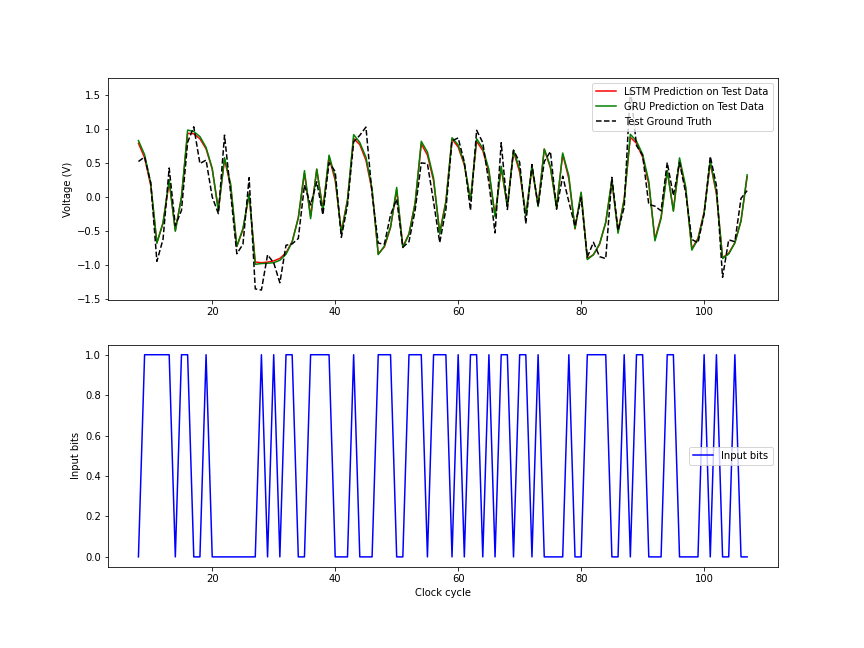 1.5
1.0
0.5
0.0
−0.5
−1.0
−1.5
Voltage (V)
LSTM Prediction on Test Data
GRU Prediction on Test Data
Test Ground Truth
20 40 60 80 100
1.0
0.8
0.6
0.4
0.2
0.0
Input bits
Input bits
20 40 60 80 100
Clock cycle